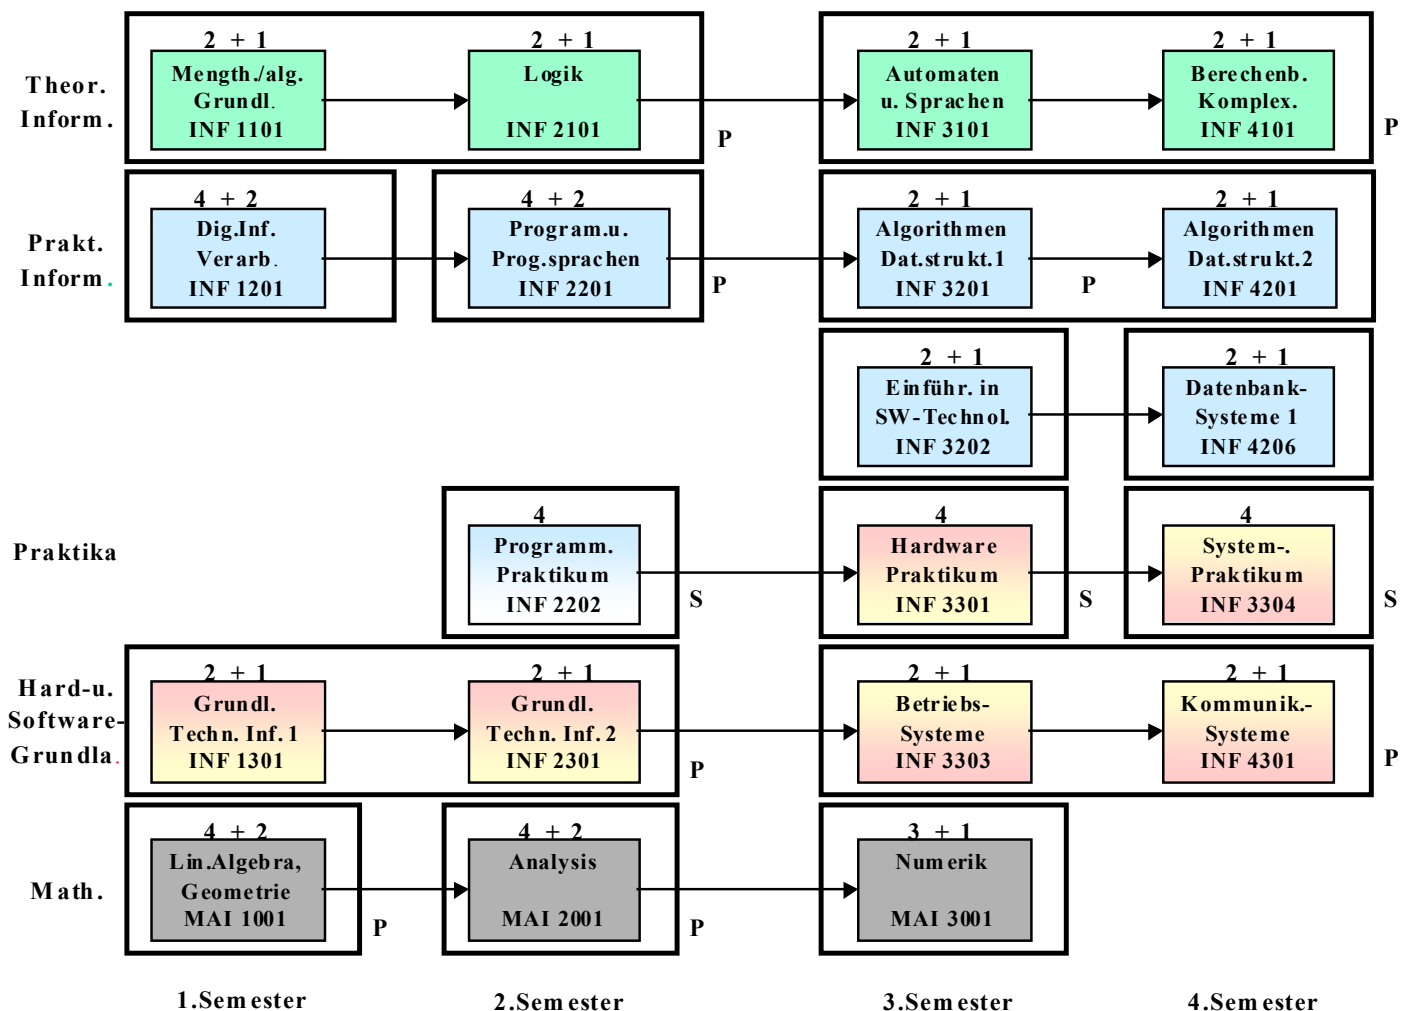 2 + 1
2 + 1
2 + 1
2 + 1
Theor.
Inform.
Mength./alg.
Grundl.
INF 1101
Logik
INF 2101
P
Automaten
u. Sprachen
INF 3101
Berechenb.
Komplex.
INF 4101
P
4 + 2
4 + 2
2 + 1
2 + 1
Prakt.
Inform.
Dig.Inf.
Verarb.
INF 1201
Program.u.
Prog.sprachen
INF 2201
P
Algorithmen
Dat.strukt.1
INF 3201
P
Algorithmen
Dat.strukt.2
INF 4201
2 + 1
2 + 1
Einführ. in
SW-Technol.
INF 3202
Datenbank-
Systeme 1
INF 4206
4
4
4
Praktika
Programm.
Praktikum
INF 2202
S
Hardware
Praktikum
INF 3301
S
System-.
Praktikum
INF 3304
S
2 + 1
2 + 1
2 + 1
2 + 1
Hard-u.
Software-
Grundla.
Grundl.
Techn. Inf. 1
INF 1301
Grundl.
Techn. Inf. 2
INF 2301
P
Betriebs-
Systeme
INF 3303
Kommunik.-
Systeme
INF 4301
P
4 + 2
4 + 2
3 + 1
Math.
Lin.Algebra,
Geometrie
MAI 1001
P
Analysis
MAI 2001
P
Numerik
MAI 3001
1.Semester
2.Semester
3.Semester
4.Semester